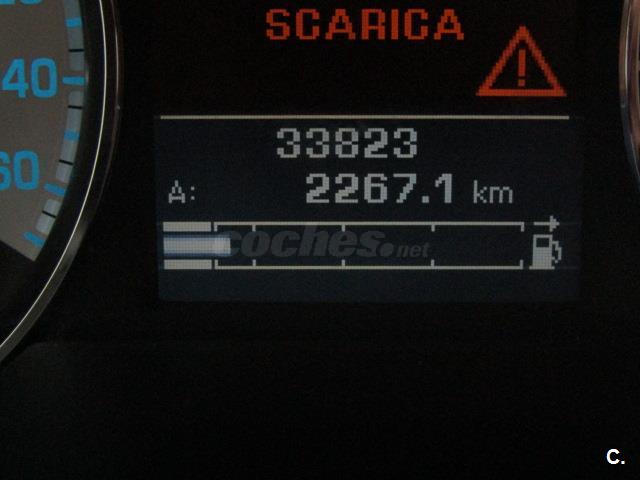 SCARICA
40
60
33823
A: 2267.1 km
coches.net
C.